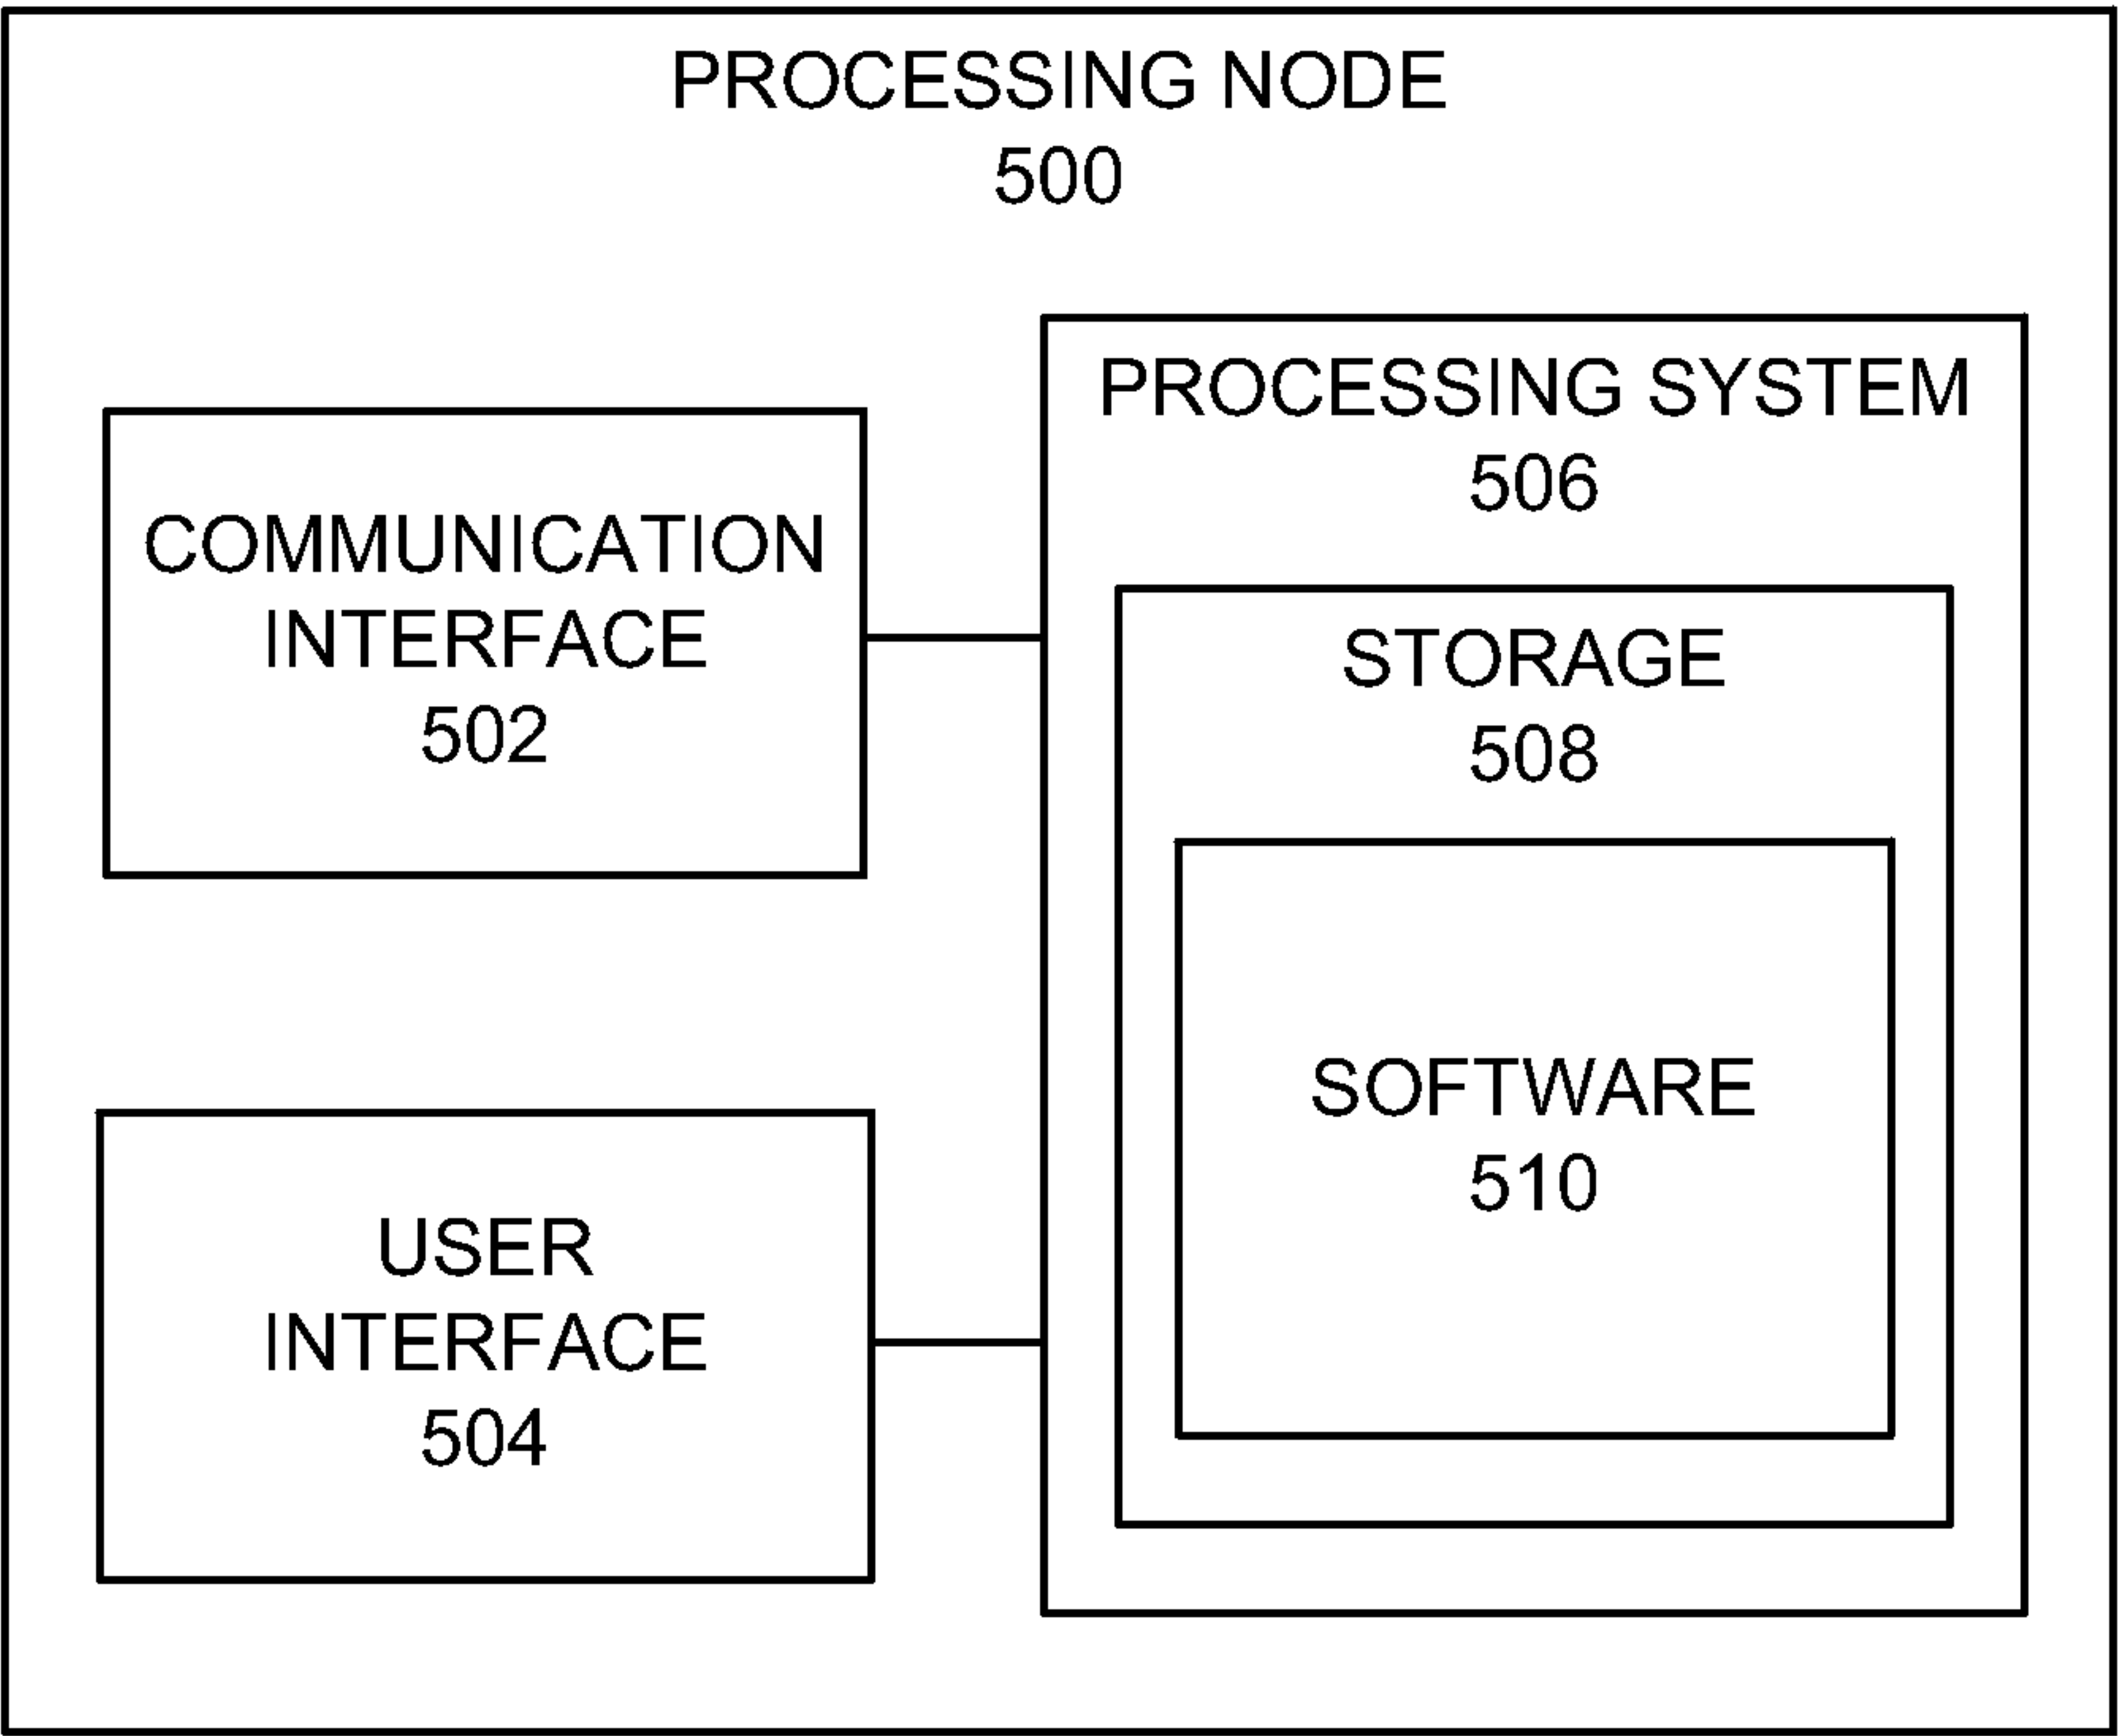 PROCESSING NODE
500
PROCESSING SYSTEM
506
COMMUNICATION
INTERFACE
502
STORAGE
508
SOFTWARE
510
USER
INTERFACE
504